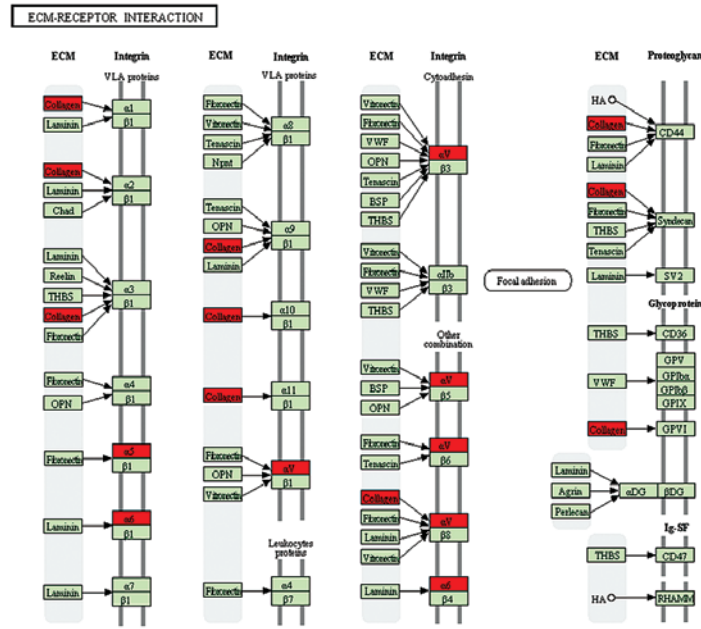 ECM-RECEPTOR INTERACTION
ECM Integrin
VLA proteins
Collagen
Laminin
α1
β1
Collagen
Laminin
Chad
α2
β1
Laminin
Reelin
THBS
Collagen
Fibronectin
α3
β1
Fibronectin
OPN
α4
β1
Fibronectin
α5
β1
Laminin
α6
β1
Laminin
α7
β1
ECM Integrin
VLA proteins
Fibronectin
Vitronectin
Tenascin
Npnt
α8
β1
Tenascin
OPN
Collagen
Laminin
α9
β1
Collagen
α10
β1
Collagen
α11
β1
Fibronectin
OPN
Vitronectin
αV
β1
Leukocytes
proteins
Fibronectin
α4
β7
ECM Integrin
Cytoadhesin
Vitronectin
Fibronectin
VWF
OPN
Tenascin
BSP
THBS
αV
β3
Vitronectin
Fibronectin
VWF
THBS
αIIb
β3
Other
combination
Vitronectin
BSP
OPN
αV
β5
Fibronectin
Tenascin
αV
β6
Collagen
Fibronectin
Laminin
Vitronectin
αV
β8
Laminin
α6
β4
Focal adhesion
ECM Proteoglycan
HA
Collagen
Fibronectin
Laminin
CD44
Collagen
Fibronectin
THBS
Tenascin
Syndecan
Laminin
SV2
Glycoprotein
THBS
CD36
VWF
GPV
GPIbα
GPIbβ
GPIX
Collagen
GPVI
Laminin
Agrin
Perlecan
αDG
βDG
Ig-SF
THBS
CD47
HA
RHAMM